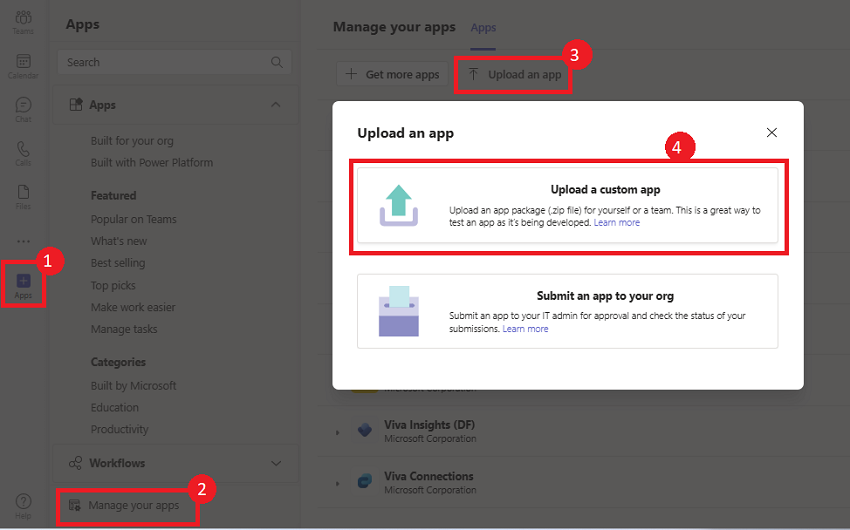 Teams
Calendar
Chat
Calls
Files
1
Apps
Help
Apps
Search
Apps
Built for your org
Built with Power Platform
Featured
Popular on Teams
What's new
Best selling
Top picks
Make work easier
Manage tasks
Categories
Built by Microsoft
Education
Productivity
Workflows
2
Manage your apps
Manage your apps
Apps
3
Get more apps
Upload an app
Upload an app
4
Upload a custom app
Upload an app package (.zip file) for yourself or a team. This is a great way to
test an app as it's being developed. Learn more
Submit an app to your org
Submit an app to your IT admin for approval and check the status of your
submissions. Learn more
Microsoft Corporation
Viva Insights (DF)
Microsoft Corporation
Viva Connections
Microsoft Corporation